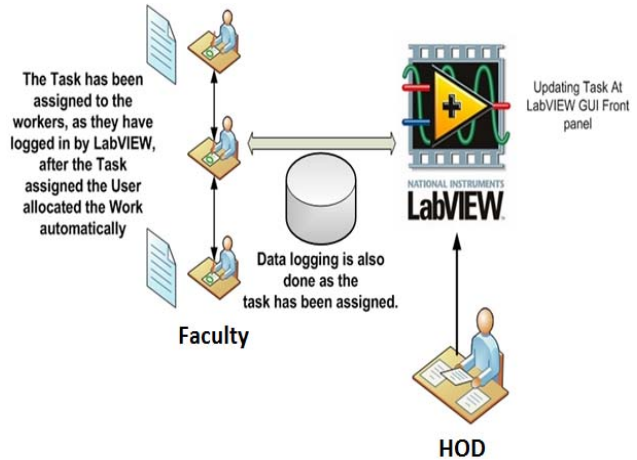 The Task has been
assigned to the
workers, as they have
logged in by LabVIEW,
after the Task
assigned the User
allocated the Work
automatically
Faculty
Data logging is also
done as the
task has been assigned.
NATIONAL INSTRUMENTS
LabVIEW
Updating Task At
LabVIEW GUI Front
panel
HOD